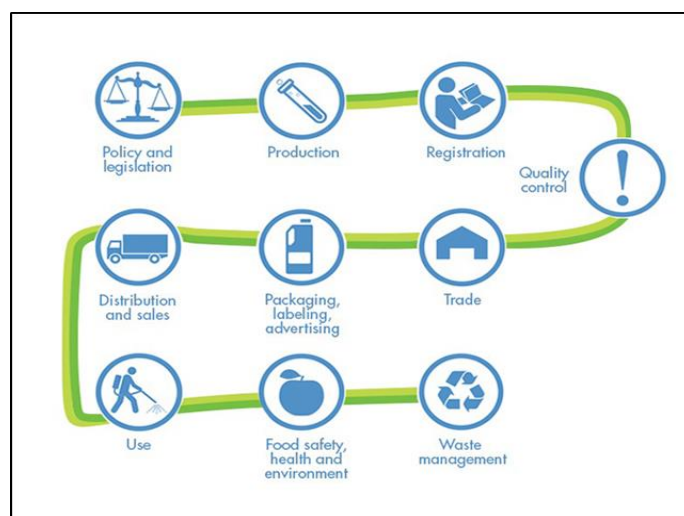 Policy and
legislation
Production
Registration
Quality
control
Trade
Packaging,
labeling,
advertising
Distribution
and sales
Use
Food safety,
health and
environment
Waste
management